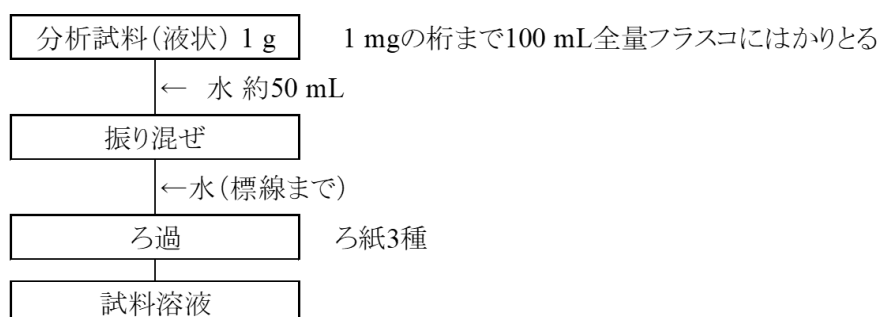 分析試料(液状) 1 g 1 mgの桁まで100 mL全量フラスコにはかりとる
← 水 約50 mL
振り混ぜ
←水(標線まで)
ろ過 ろ紙3種
試料溶液